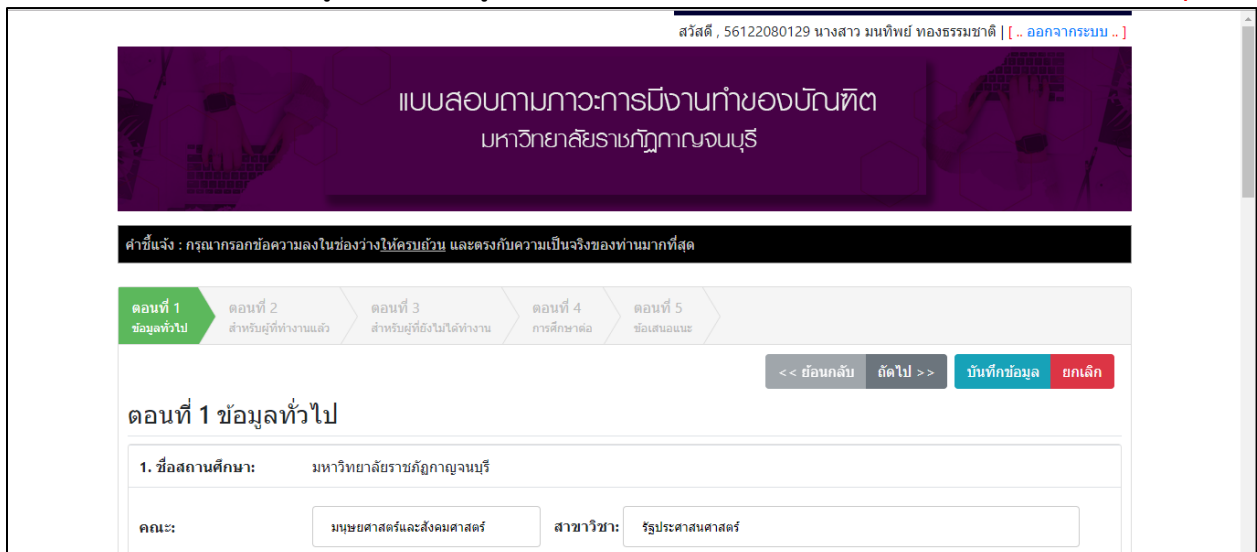 สวัสดี , 56122080129 นางสาว มนทิพย์ ทองธรรมชาติ | [ .. ออกจากระบบ .. ]
แบบสอบถามภาวะการมีงานทำของบัณฑิต
มหาวิทยาลัยราชภัฏกาญจนบุรี
คำชี้แจ้ง : กรุณากรอกข้อความลงในช่องว่างให้ครบถ้วน และตรงกับความเป็นจริงของท่านมากที่สุด
ตอนที่ 1 ตอนที่ 2 ตอนที่ 3 ตอนที่ 4 ตอนที่ 5
ข้อมูลทั่วไป สำหรับผู้ที่ทำงานแล้ว สำหรับผู้ที่ยังไม่ได้ทำงาน การศึกษาต่อ ข้อเสนอแนะ
<< ย้อนกลับ ถัดไป >> บันทึกข้อมูล ยกเลิก
ตอนที่ 1 ข้อมูลทั่วไป
1. ชื่อสถานศึกษา: มหาวิทยาลัยราชภัฏกาญจนบุรี
คณะ: มนุษยศาสตร์และสังคมศาสตร์ สาขาวิชา: รัฐประศาสนศาสตร์